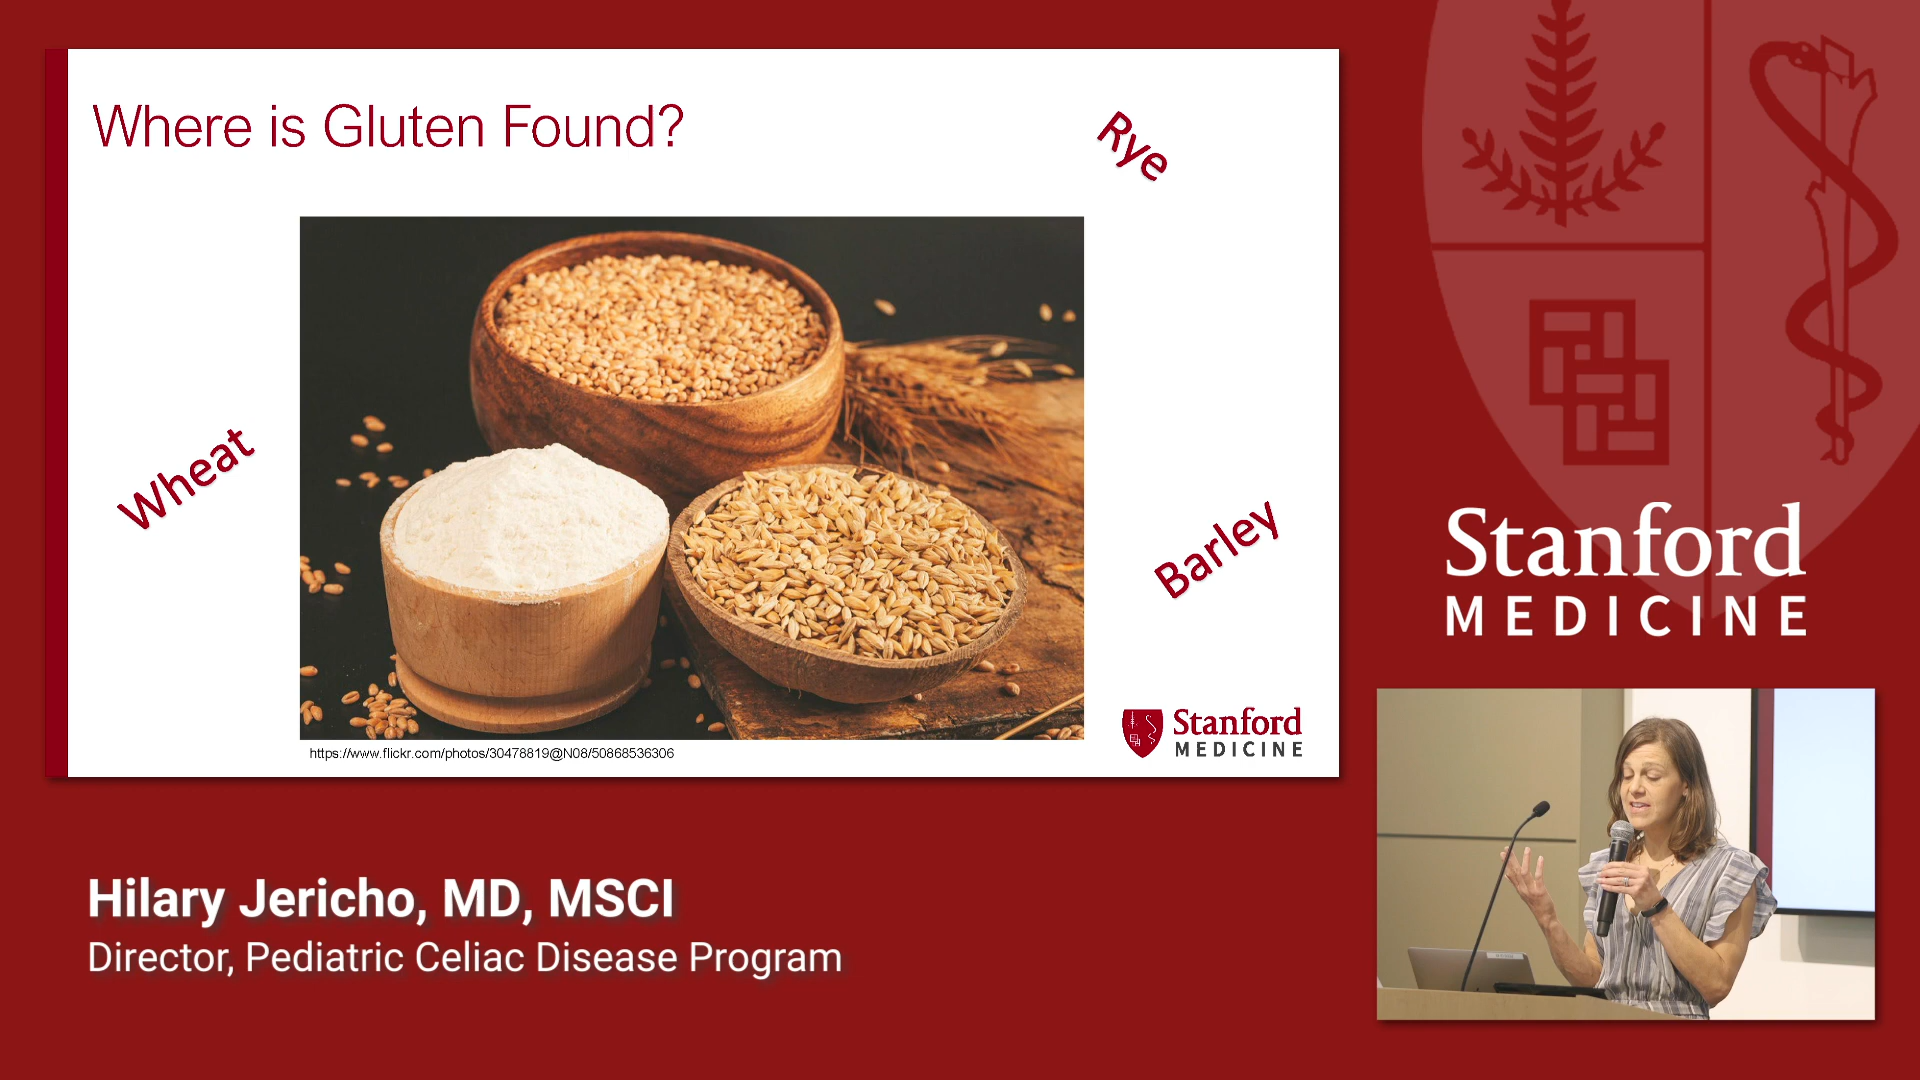 Where is Gluten Found?
Rye
Wheat
Barley
https://www.flickr.com/photos/30478819@N08/50868536306
Stanford
MEDICINE
Stanford
MEDICINE
Hilary Jericho, MD, MSCI
Director, Pediatric Celiac Disease Program